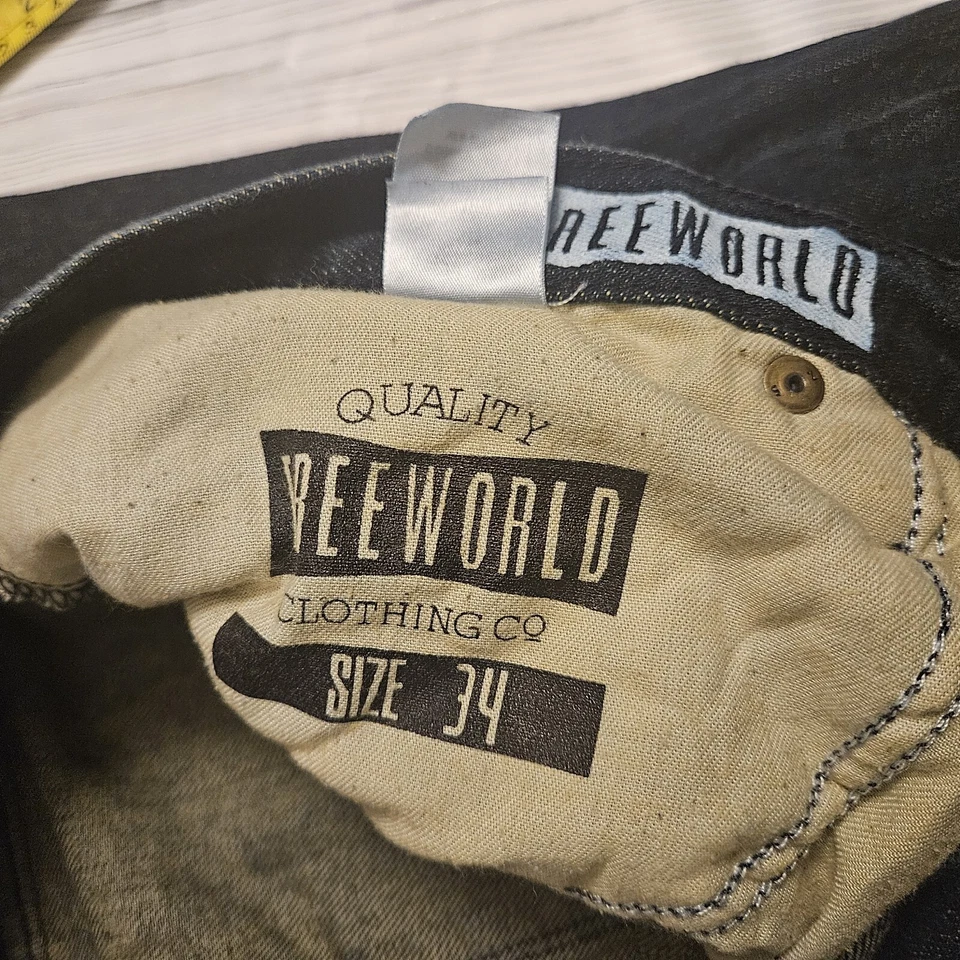 REEWORLD
QUALITY
FREEWORLD
CLOTHING CO
SIZE 34